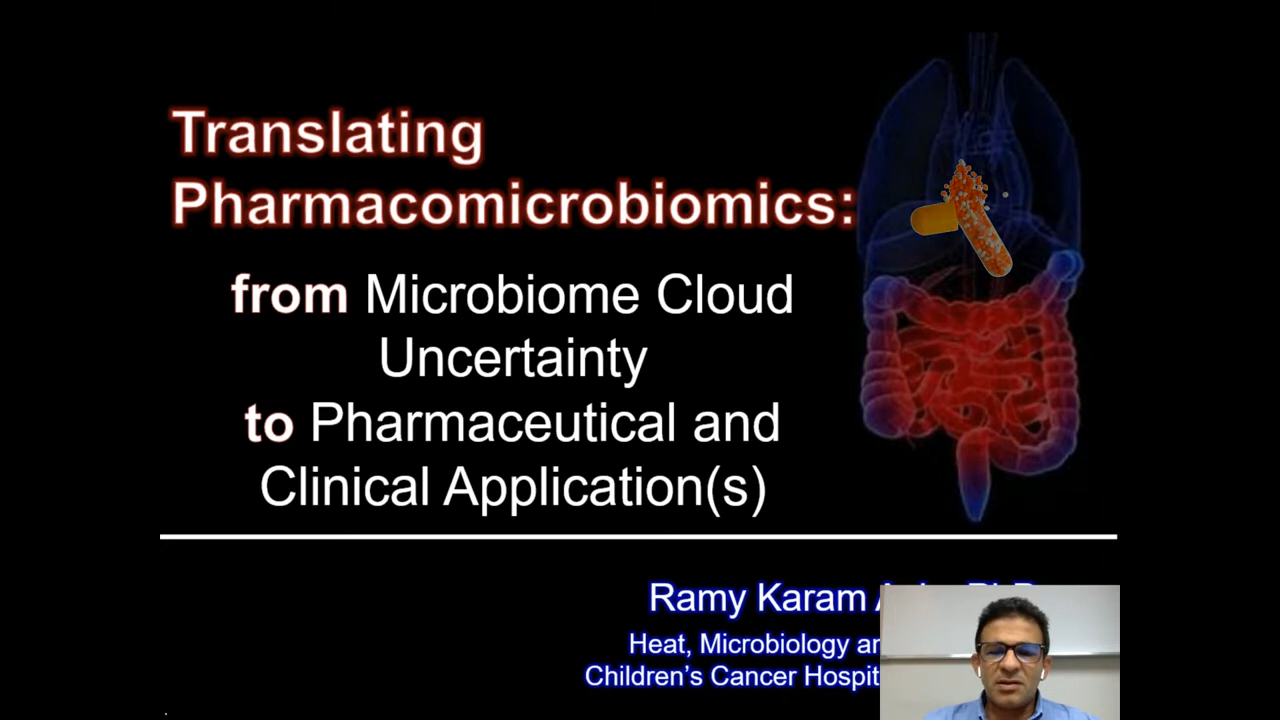 Translating
Pharmacomicrobiomics:
from Microbiome Cloud
Uncertainty
to Pharmaceutical and
Clinical Application(s)
Ramy Karam
Heat, Microbiology
Children’s Cancer